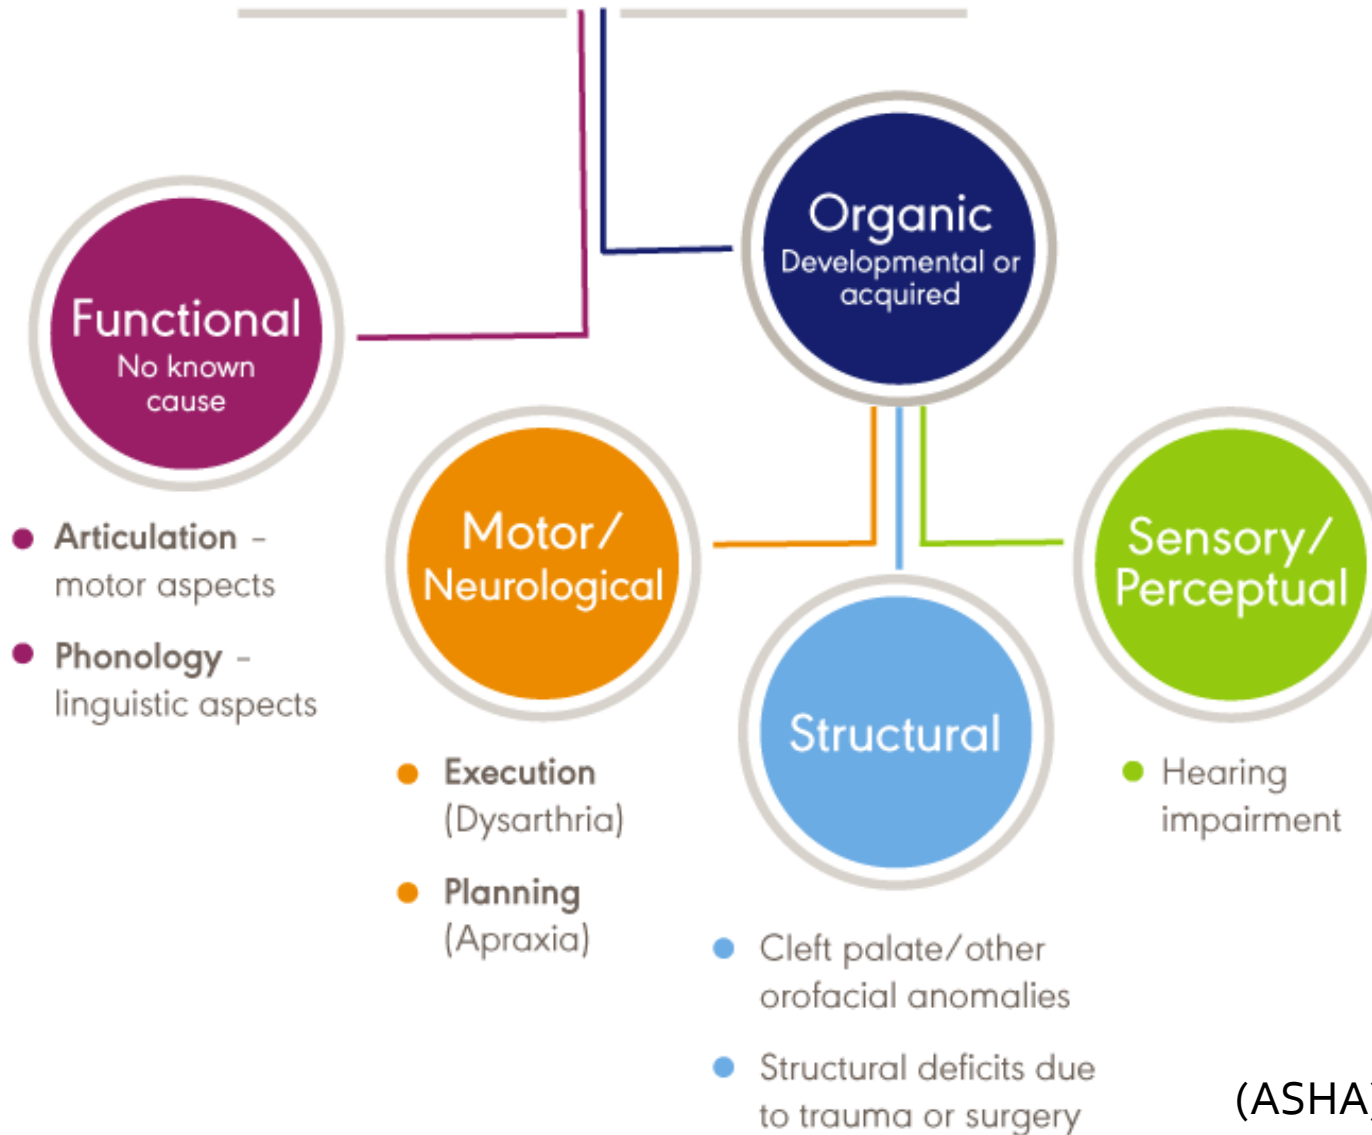 Functional
No known
cause
Articulation –
motor aspects
Phonology –
linguistic aspects
Organic
Developmental or
acquired
Motor/
Neurological
Execution
(Dysarthria)
Planning
(Apraxia)
Structural
Cleft palate/other
orofacial anomalies
Structural deficits due
to trauma or surgery
Sensory/
Perceptual
Hearing
impairment
(ASHA)